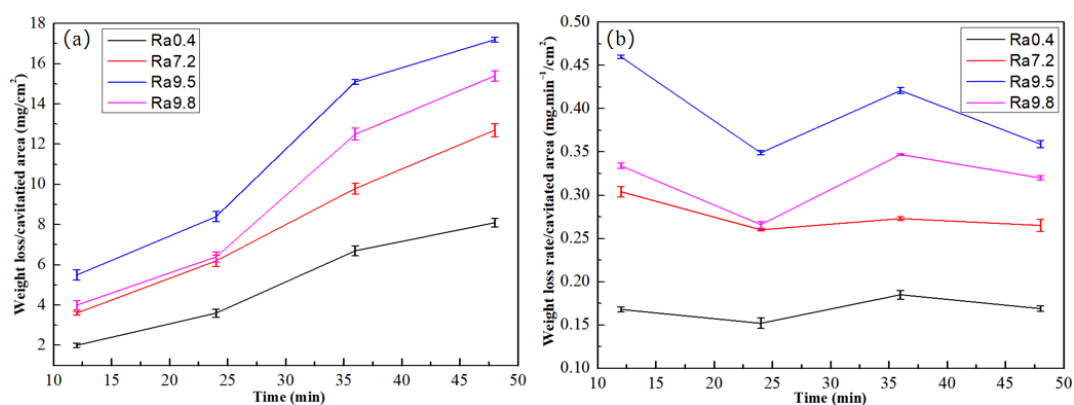 (a)
Ra0.4
Ra7.2
Ra9.5
Ra9.8
Weight loss/cavitated area (mg/cm²)
18
16
14
12
10
8
6
4
2
10 15 20 25 30 35 40 45 50
Time (min)
(b)
Ra0.4
Ra7.2
Ra9.5
Ra9.8
Weight loss rate/cavitated area (mg.min⁻¹/cm²)
0.50
0.45
0.40
0.35
0.30
0.25
0.20
0.15
0.10
10 15 20 25 30 35 40 45 50
Time (min)